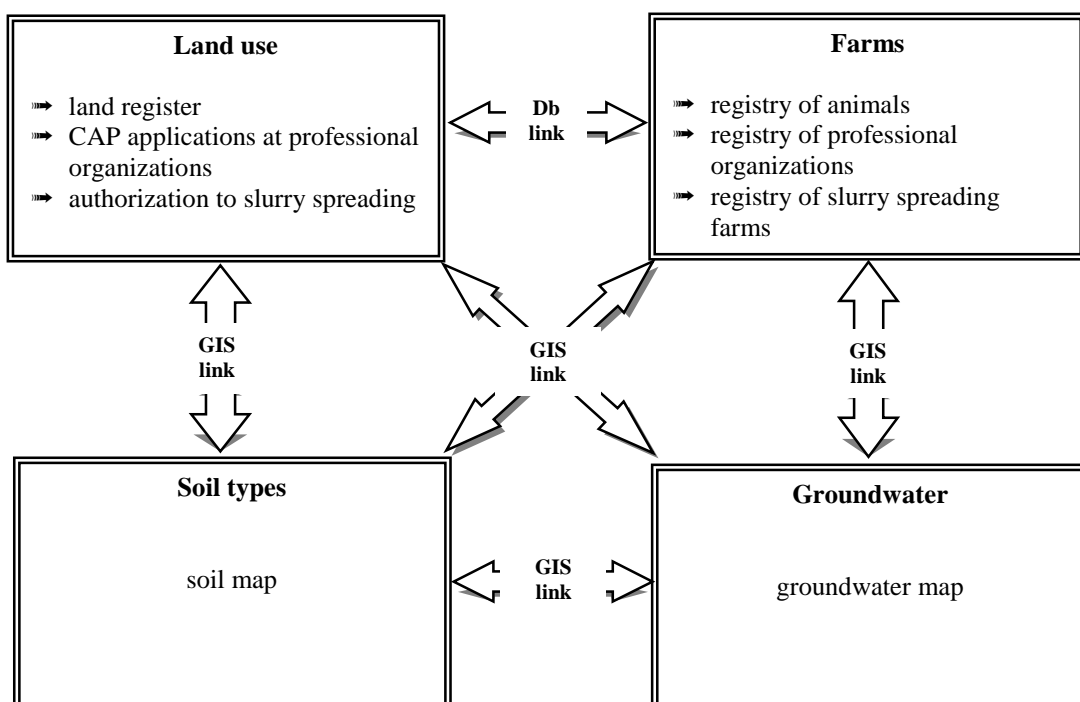 Land use
➟ land register
➟ CAP applications at professional
organizations
➟ authorization to slurry spreading
Db
link
Farms
➟ registry of animals
➟ registry of professional
organizations
➟ registry of slurry spreading
farms
GIS
link
GIS
link
GIS
link
Soil types
soil map
GIS
link
Groundwater
groundwater map